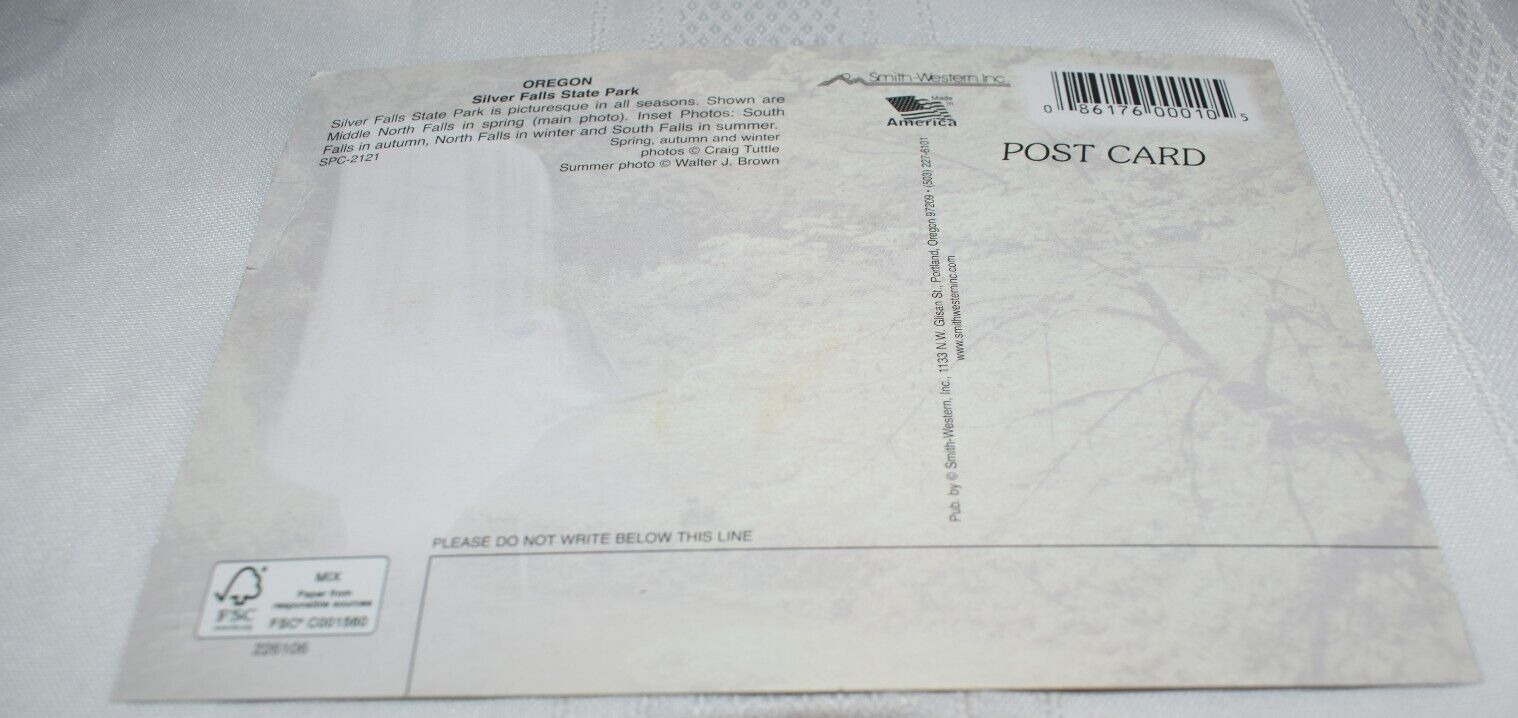 OREGON
Silver Falls State Park
Silver Falls State Park is picturesque in all seasons. Shown are
Middle North Falls in spring (main photo). Inset Photos: South
Falls in autumn, North Falls in winter and South Falls in summer.
SPC-2121
Spring, autumn and winter
photos © Craig Tuttle
Summer photo © Walter J. Brown
Smith-Western Inc.
Made
in
America
0 86176 00010 5
POST CARD
Pub. by © Smith-Western, Inc., 1133 N.W. Glisan St., Portland, Oregon 97209 • (503) 227-6101
www.smithwesterninc.com
PLEASE DO NOT WRITE BELOW THIS LINE
FSC
MIX
Paper from
responsible sources
FSC® C001560
226106